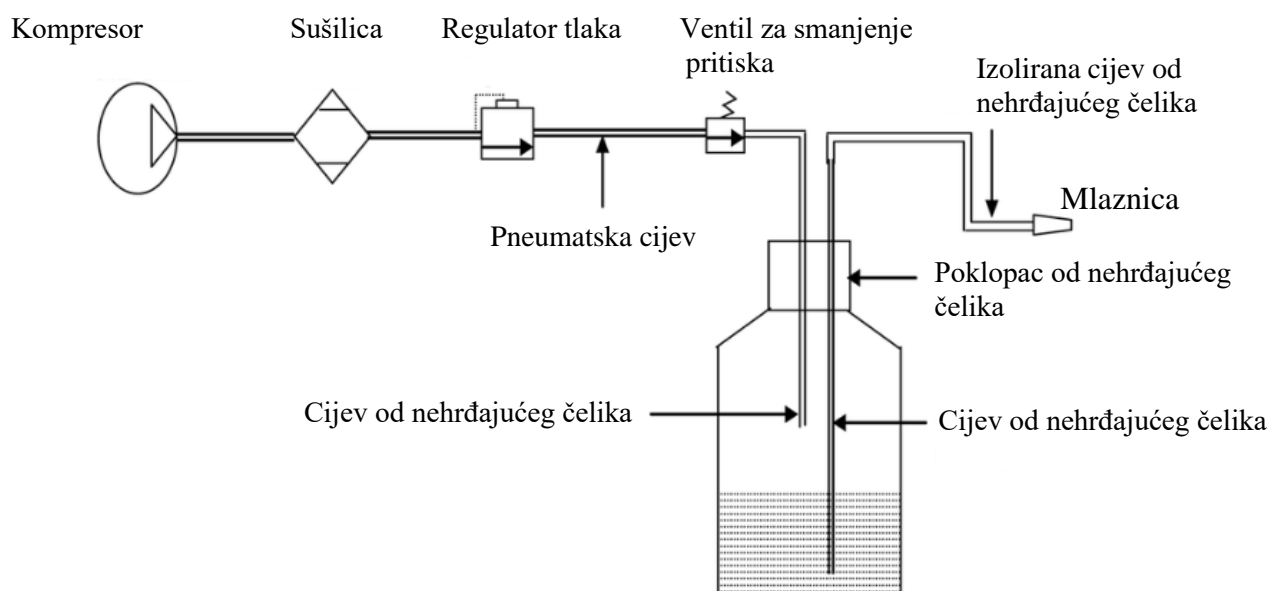 Kompresor
Sušilica
Regulator tlaka
Ventil za smanjenje
pritiska
Izolirana cijev od
nehrđajućeg čelika
Mlaznica
Pneumatska cijev
Poklopac od nehrđajućeg
čelika
Cijev od nehrđajućeg čelika
Cijev od nehrđajućeg čelika